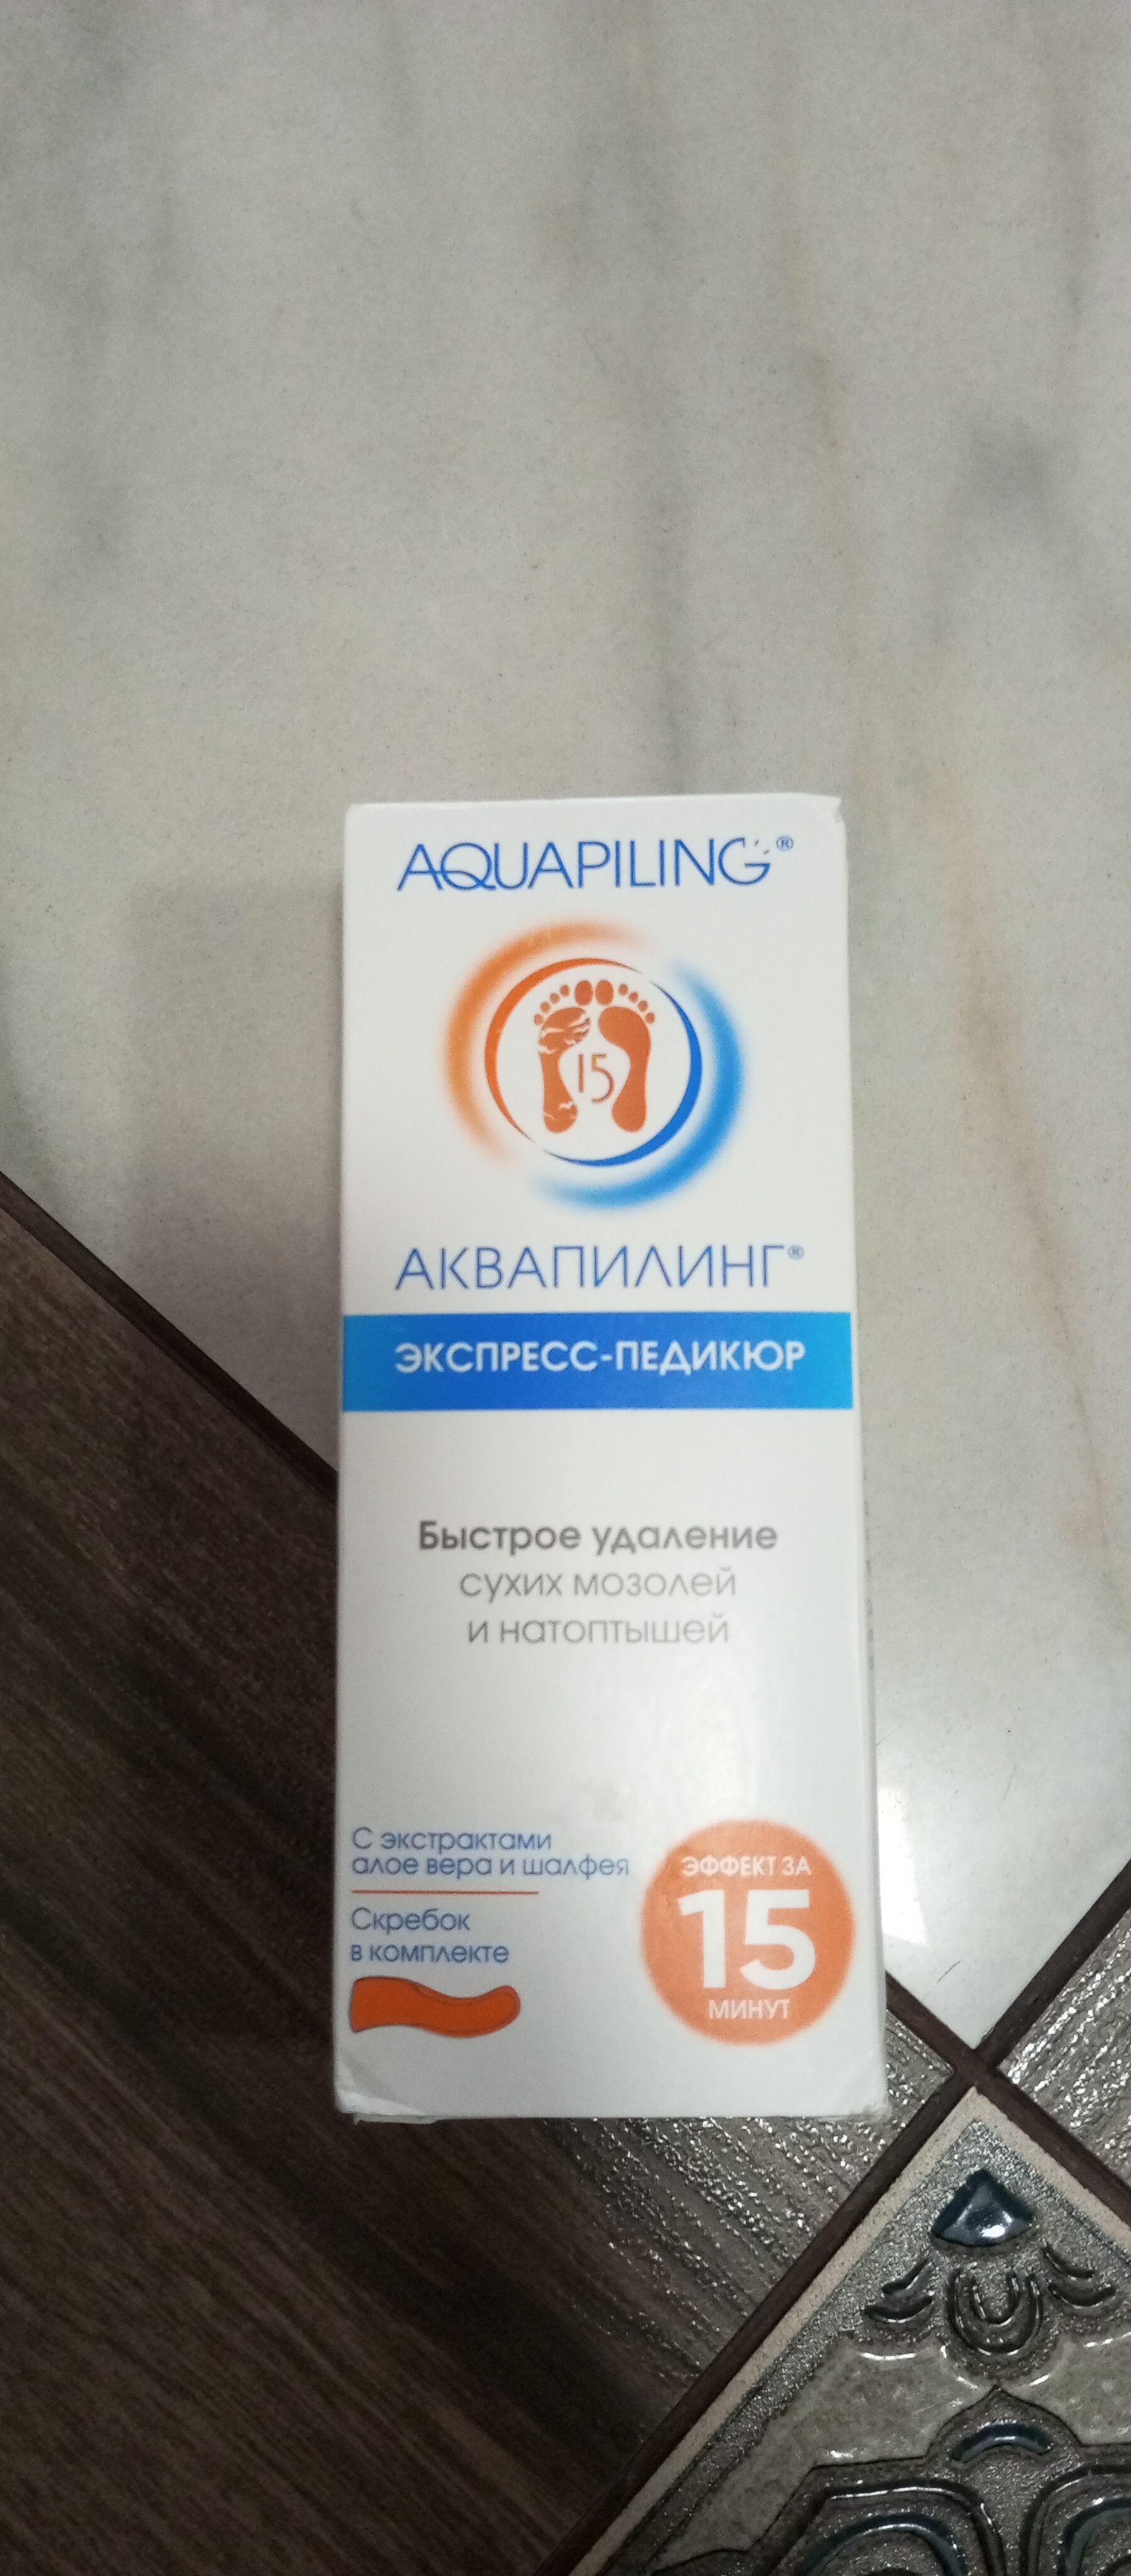 AQUAPILING®
15
АКВАПИЛИНГ®
ЭКСПРЕСС-ПЕДИКЮР
Быстрое удаление
сухих мозолей
и натоптышей
С экстрактами
алое вера и шалфея
Скребок
в комплекте
ЭФФЕКТ ЗА
15
МИНУТ